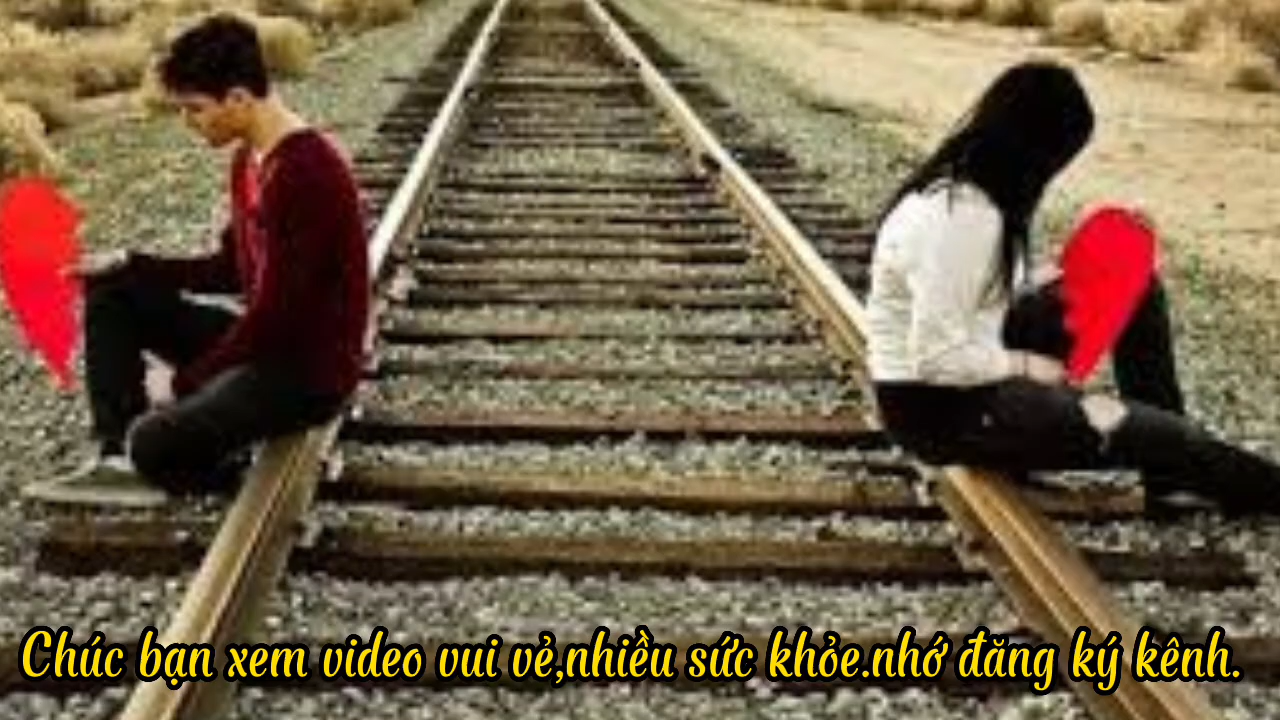 Chúc bạn xem video vui vẻ,nhiều sức khỏe.nhớ đăng ký kênh.